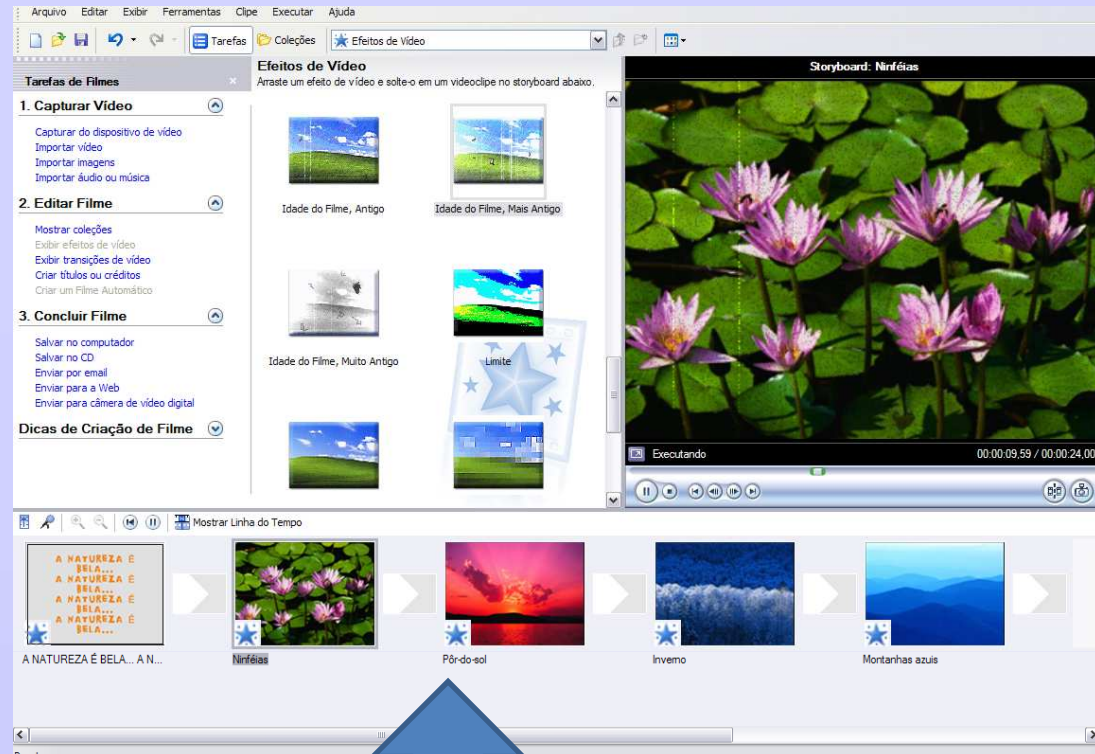 Arquivo Editar Exibir Ferramentas Clipe Executar Ajuda
Tarefas Coleções Efeitos de Vídeo
Tarefas de Filmes
1. Capturar Vídeo
Capturar do dispositivo de vídeo
Importar vídeo
Importar imagens
Importar áudio ou música
2. Editar Filme
Mostrar coleções
Exibir efeitos de vídeo
Exibir transições de vídeo
Criar títulos ou créditos
Criar um Filme Automático
3. Concluir Filme
Salvar no computador
Salvar no CD
Enviar por email
Enviar para a Web
Enviar para câmera de vídeo digital
Dicas de Criação de Filme
Efeitos de Vídeo
Arraste um efeito de vídeo e solte-o em um videoclipe no storyboard abaixo.
Idade do Filme, Antigo
Idade do Filme, Mais Antigo
Idade do Filme, Muito Antigo
Limite
Storyboard: Ninféias
Executando 00:00:09,59 / 00:00:24,00
Mostrar Linha do Tempo
A NATUREZA É
BELA...
A NATUREZA É
BELA...
A NATUREZA É
BELA...
A NATUREZA É
BELA...
A NATUREZA É BELA... A N...
Ninféias
Pôr-do-sol
Inverno
Montanhas azuis